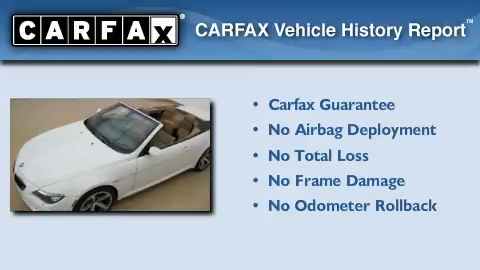 CARFAX® CARFAX Vehicle History Report™
• Carfax Guarantee
• No Airbag Deployment
• No Total Loss
• No Frame Damage
• No Odometer Rollback